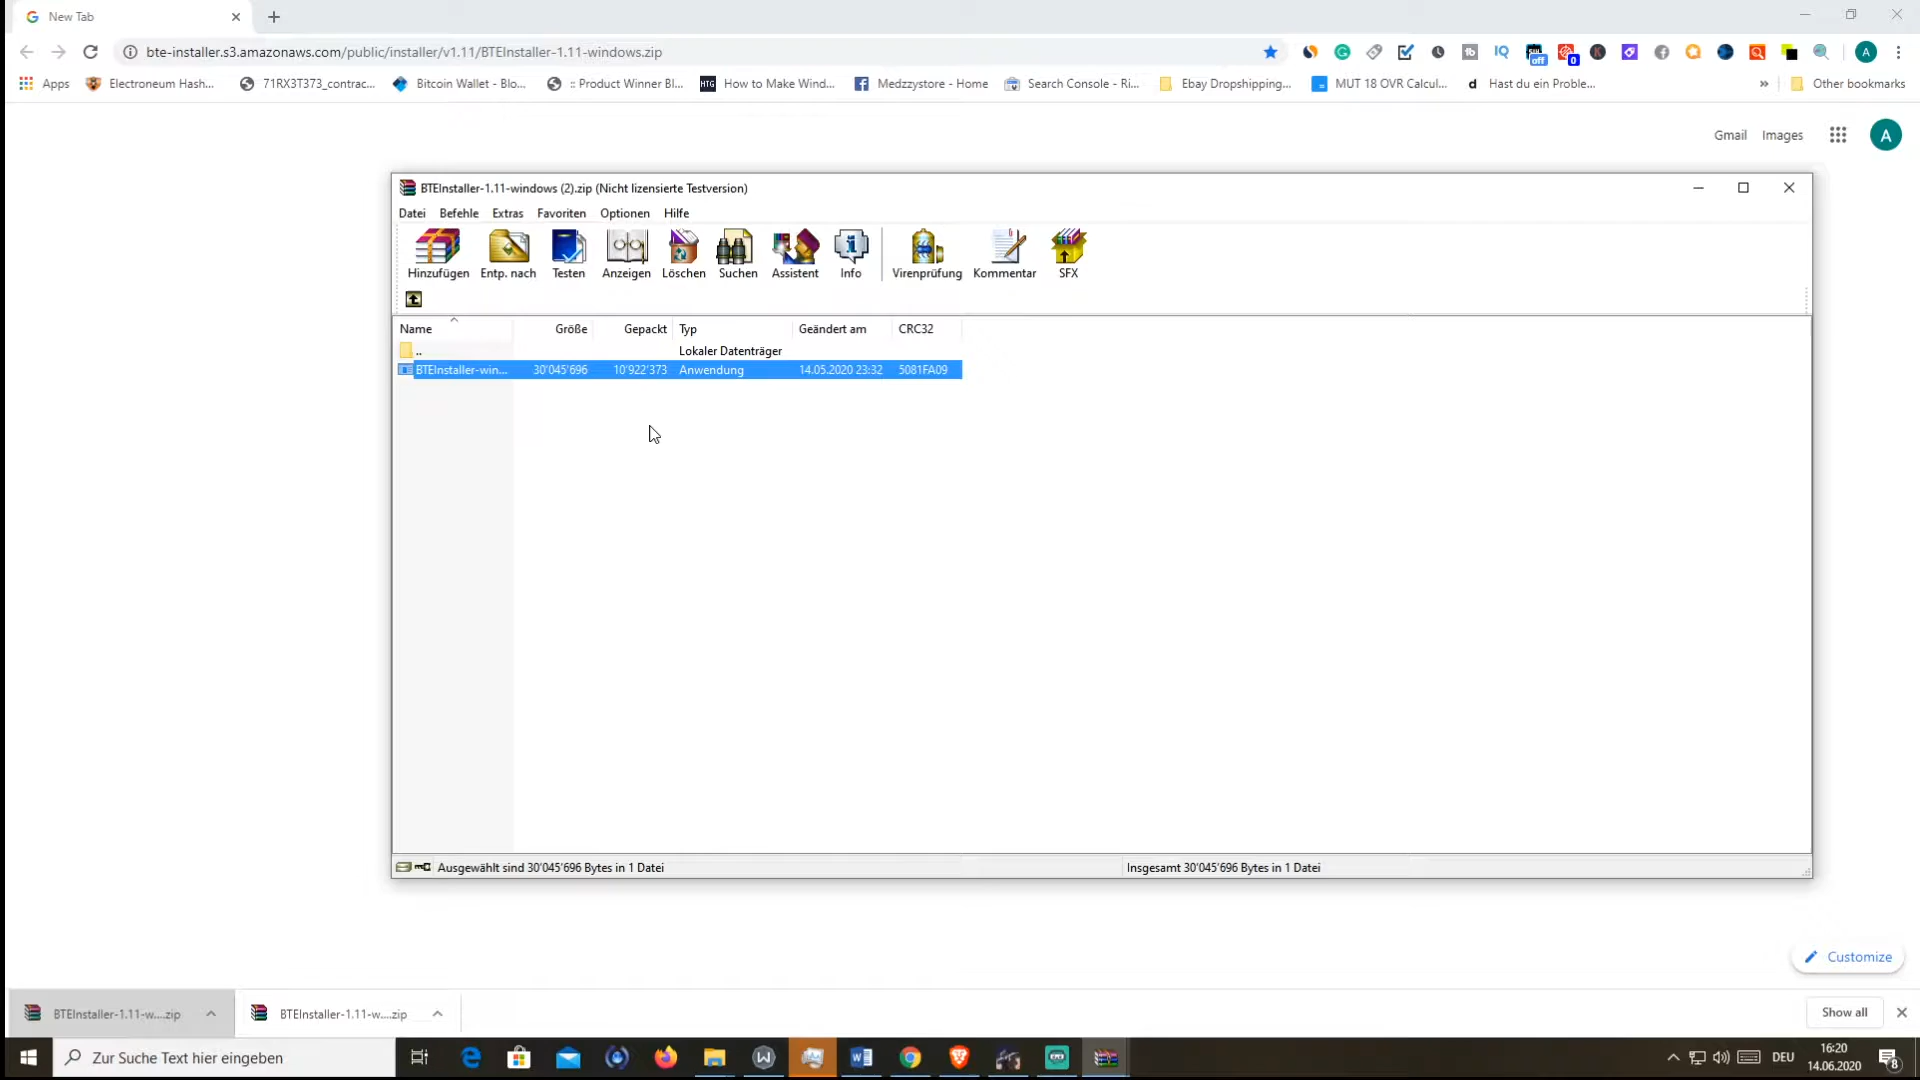 New Tab
bte-installer.s3.amazonaws.com/public/installer/v1.11/BTEInstaller-1.11-windows.zip
off
0
A
Apps
Electroneum Hash...
71RX3T373_contrac...
Bitcoin Wallet - Blo...
:: Product Winner Bl...
HTG How to Make Wind...
Medzzystore - Home
Search Console - Ri...
Ebay Dropshipping...
MUT 18 OVR Calcul...
d Hast du ein Proble...
»
Other bookmarks
Gmail Images A
BTEInstaller-1.11-windows (2).zip (Nicht lizensierte Testversion)
Datei Befehle Extras Favoriten Optionen Hilfe
Hinzufügen Entp. nach Testen Anzeigen Löschen Suchen Assistent Info Virenprüfung Kommentar SFX
Name Größe Gepackt Typ Geändert am CRC32
.. Lokaler Datenträger
BTEInstaller-win... 30'045'696 10'922'373 Anwendung 14.05.2020 23:32 5081FA09
Ausgewählt sind 30'045'696 Bytes in 1 Datei
Insgesamt 30'045'696 Bytes in 1 Datei
Customize
BTEInstaller-1.11-w....zip
BTEInstaller-1.11-w....zip
Show all
Zur Suche Text hier eingeben
DEU
16:20
14.06.2020
8